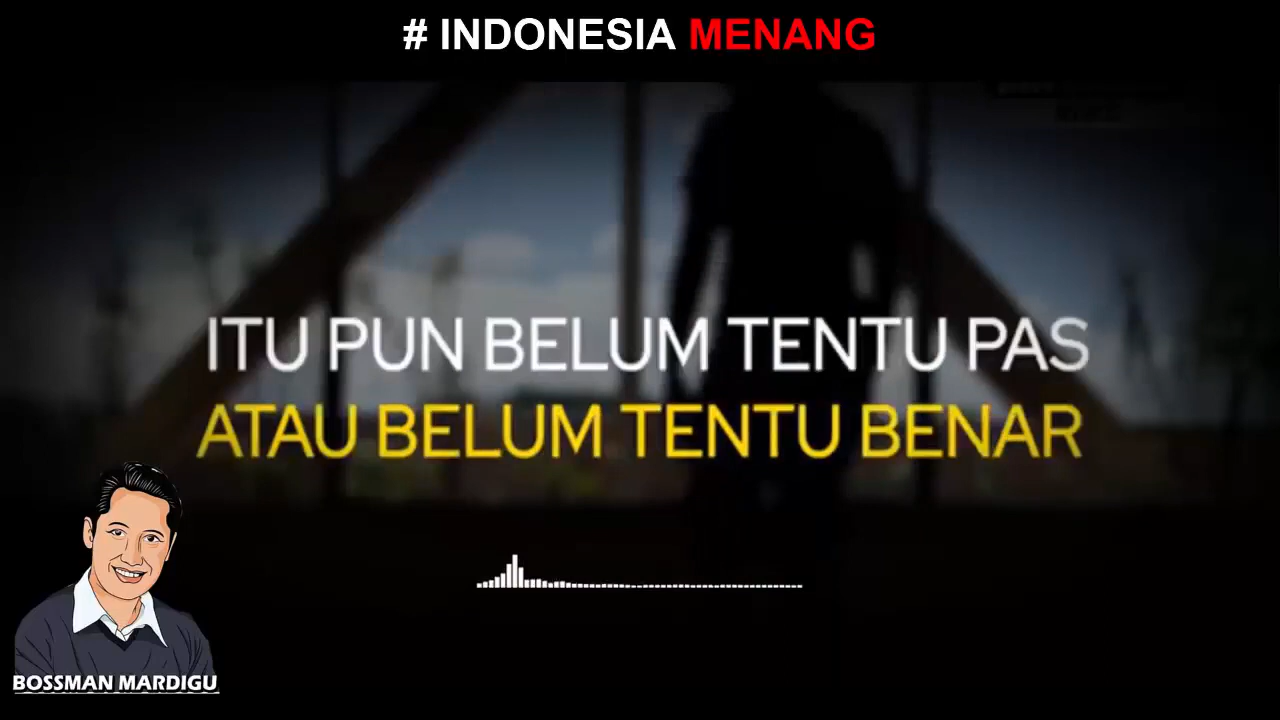 # INDONESIA MENANG
ITU PUN BELUM TENTU PAS
ATAU BELUM TENTU BENAR
BOSSMAN MARDIGU